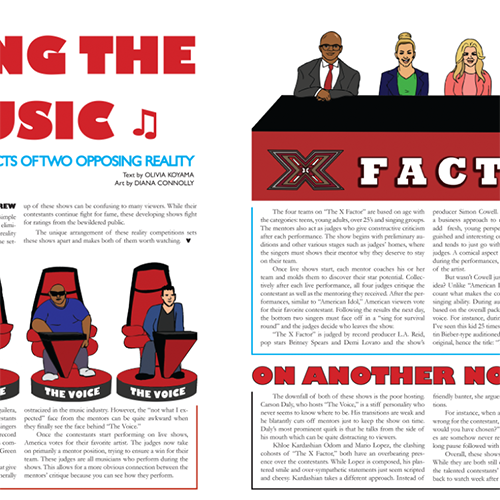 NG THE
USIC
CTS OF TWO OPPOSING REALITY
Text by OLIVIA KOYAMA
Art by DIANA CONNOLLY
REW
simple
elimi-
reality
e set-
up of these shows can be confusing to many viewers. While their
contestants continue fight for fame, these developing shows fight
for ratings from the bewildered public.
The unique arrangement of these reality competitions sets
these shows apart and makes both of them worth watching.
THE VOICE
THE VOICE
THE VOICE
ingers
record
Green
ostracized in the music industry. However, the "not what I ex-
pected" face from the mentors can be quite awkward when
they finally see the face behind "The Voice."
Once the contestants start performing on live shows,
America votes for their favorite artist. The judges now take
on primarily a mentor position, trying to ensure a win for their
team. These judges are all musicians who perform during the
shows. This allows for a more obvious connection between the
mentors' critique because you can see how they perform.
X FACT
The four teams on "The X Factor" are based on age with
the categories: teens, young adults, over 25's and singing groups.
The mentors also act as judges who give constructive criticism
after each performance. The show begins with preliminary au-
ditions and other various stages such as judges' homes, where
the singers must shows their mentor why they deserve to stay
on their team.
Once live shows start, each mentor coaches his or her
team and molds them to discover their star potential. Collec-
tively after each live performance, all four judges critique the
contestant as well as the mentoring they received. After the per-
formances, similar to "American Idol," American viewers vote
for their favorite contestant. Following the results the next day,
the bottom two singers must face off in a "sing for survival
round" and the judges decide who leaves the show.
"The X Factor" is judged by record producer L.A. Reid,
pop stars Britney Spears and Demi Lovato and the show's
producer Simon Cowell.
a business approach to
add fresh, young perspec
guished and interesting co
and tends to just go with
judges. A comical aspect
during the performances,
of the artist.
But wasn't Cowell jus
idea? Unlike "American I
count what makes the co
singing ability. During au
based on the overall packa
voice. For instance, durin
I've seen this kid 25 times
tin Bieber-type auditioned
original, hence the title: "T
ON ANOTHER NO
The downfall of both of these shows is the poor hosting.
Carson Daly, who hosts "The Voice," is a stiff personality who
never seems to know where to be. His transitions are weak and
he blatantly cuts off mentors just to keep the show on time.
Daly's most prominent quirk is that he talks from the side of
his mouth which can be quite distracting to viewers.
Khloe Kardashian Odom and Mario Lopez, the clashing
cohosts of "The X Factor," both have an overbearing pres-
ence over the contestants. While Lopez is composed, his plas-
tered smile and over-sympathetic statements just seem scripted
and cheesy. Kardashian takes a different approach. Instead of
friendly banter, the argue
tions.
For instance, when a
wrong for the contestant,
would you have chosen?"
es are somehow never re
long pause followed with
Overall, these shows
While they are both still
the talented contestants'
back to watch week after